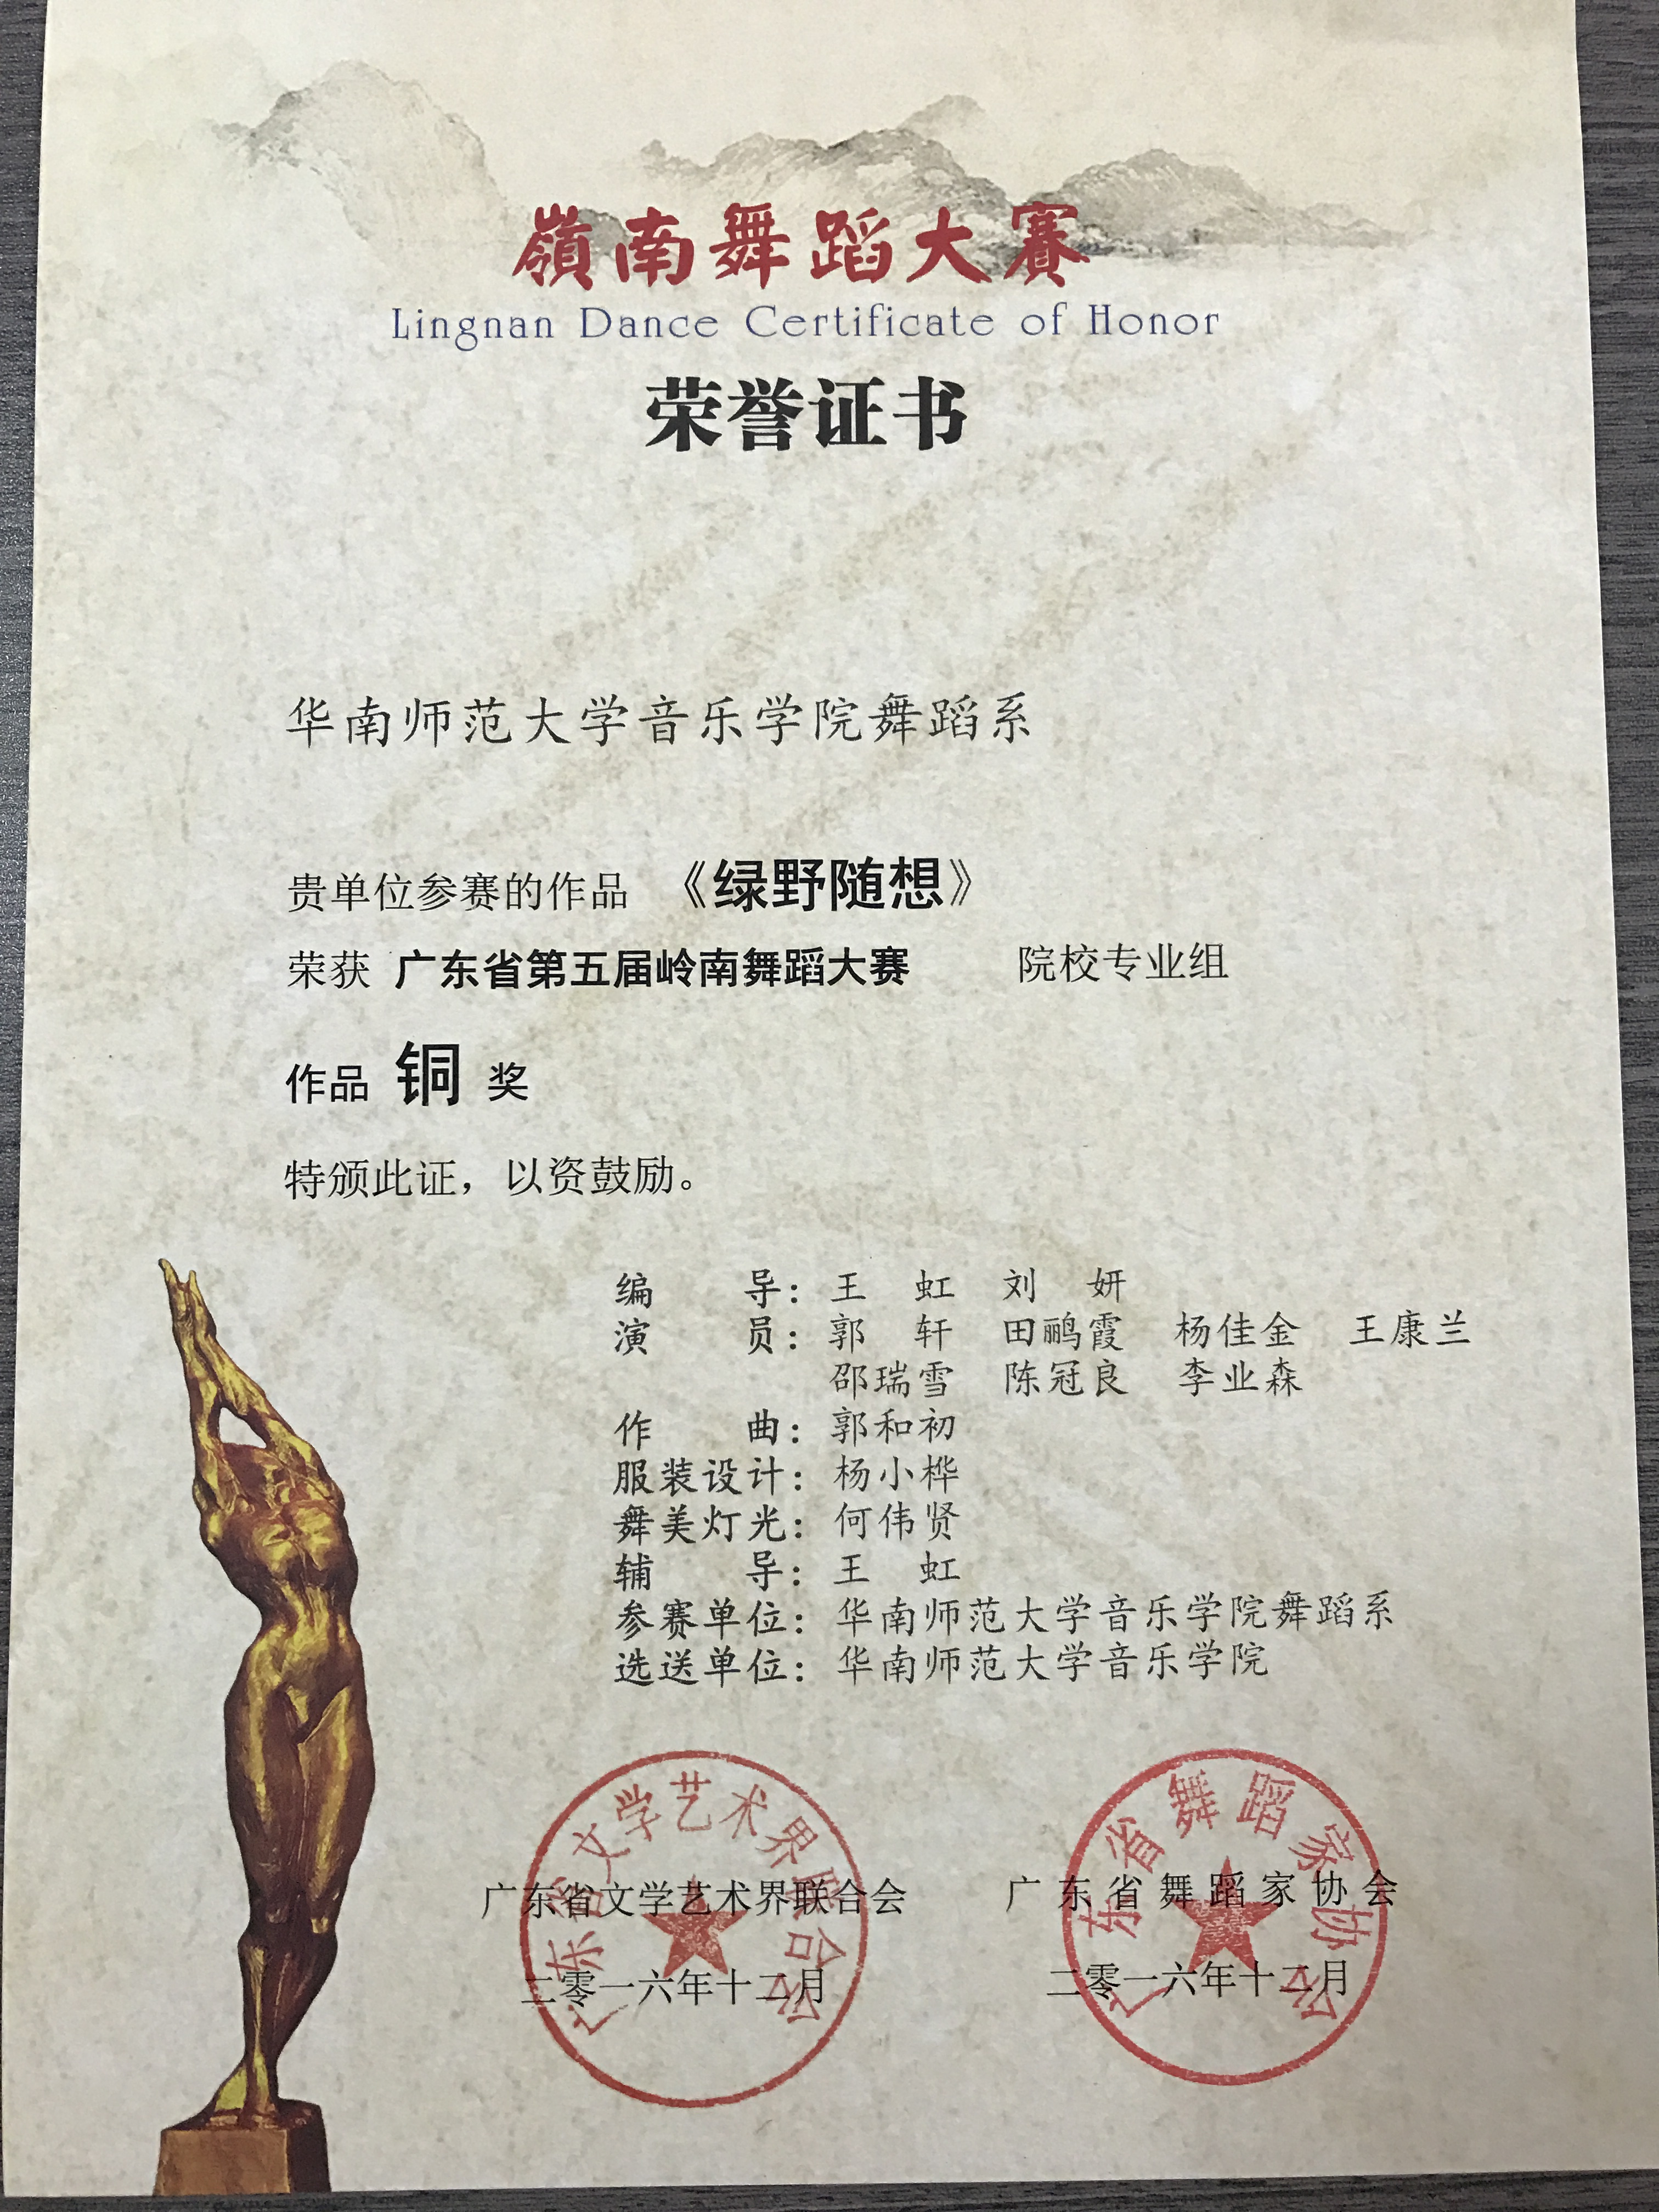 嶺南舞蹈大賽
Lingnan Dance Certificate of Honor
荣誉证书
华南师范大学音乐学院舞蹈系
贵单位参赛的作品 《绿野随想》
荣获 广东省第五届岭南舞蹈大赛 院校专业组
作品 铜 奖
特颁此证，以资鼓励。
编 导：王 虹 刘 妍
演 员：郭 轩 田鹂霞 杨佳金 王康兰
邵瑞雪 陈冠良 李业森
作 曲：郭和初
服装设计：杨小桦
舞美灯光：何伟贤
辅 导：王 虹
参赛单位：华南师范大学音乐学院舞蹈系
选送单位：华南师范大学音乐学院
广东省文学艺术界联合会
广东省舞蹈家协会
广东省文学艺术界联合会 广东省舞蹈家协会
二零一六年十二月 二零一六年十二月